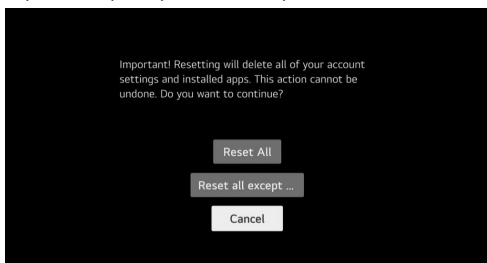 Important! Resetting will delete all of your account
settings and installed apps. This action cannot be
undone. Do you want to continue?
Reset All
Reset all except ...
Cancel